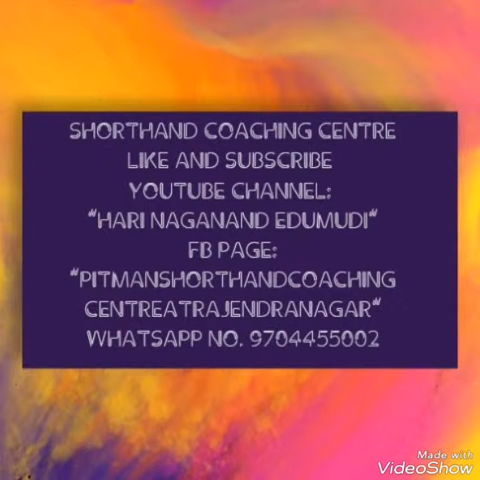 SHORTHAND COACHING CENTRE
LIKE AND SUBSCRIBE
YOUTUBE CHANNEL:
"HARI NAGANAND EDUMUDI"
FB PAGE:
"PITMANSHORTHANDCOACHING
CENTREATRAJENDRANAGAR"
WHATSAPP NO. 9704455002
Made with
VideoShow